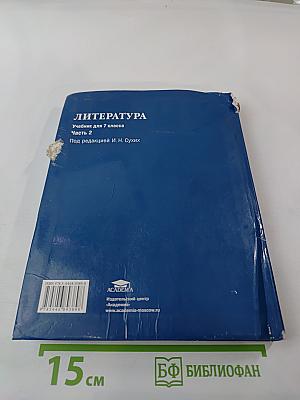 ЛИТЕРАТУРА
Учебник для 7 класса
Часть 2
Под редакцией И. Н. Сухих
ACADEMIA
Издательский центр
«Академия»
www.academia-moscow.ru
15 см
БФ БИБЛИОФАН